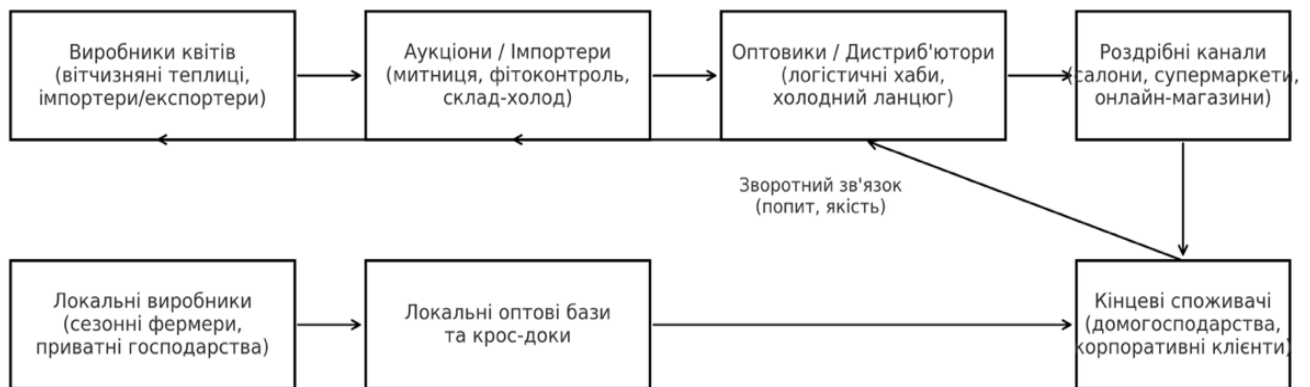 Виробники квітів
(вітчизняні теплиці,
імпортери/експортери)
Аукціони / Імпортери
(митниця, фітоконтроль,
склад-холод)
Оптовики / Дистриб'ютори
(логістичні хаби,
холодний ланцюг)
Роздрібні канали
(салони, супермаркети,
онлайн-магазини)
Зворотний зв'язок
(попит, якість)
Локальні виробники
(сезонні фермери,
приватні господарства)
Локальні оптові бази
та крос-доки
Кінцеві споживачі
(домогосподарства,
корпоративні клієнти)